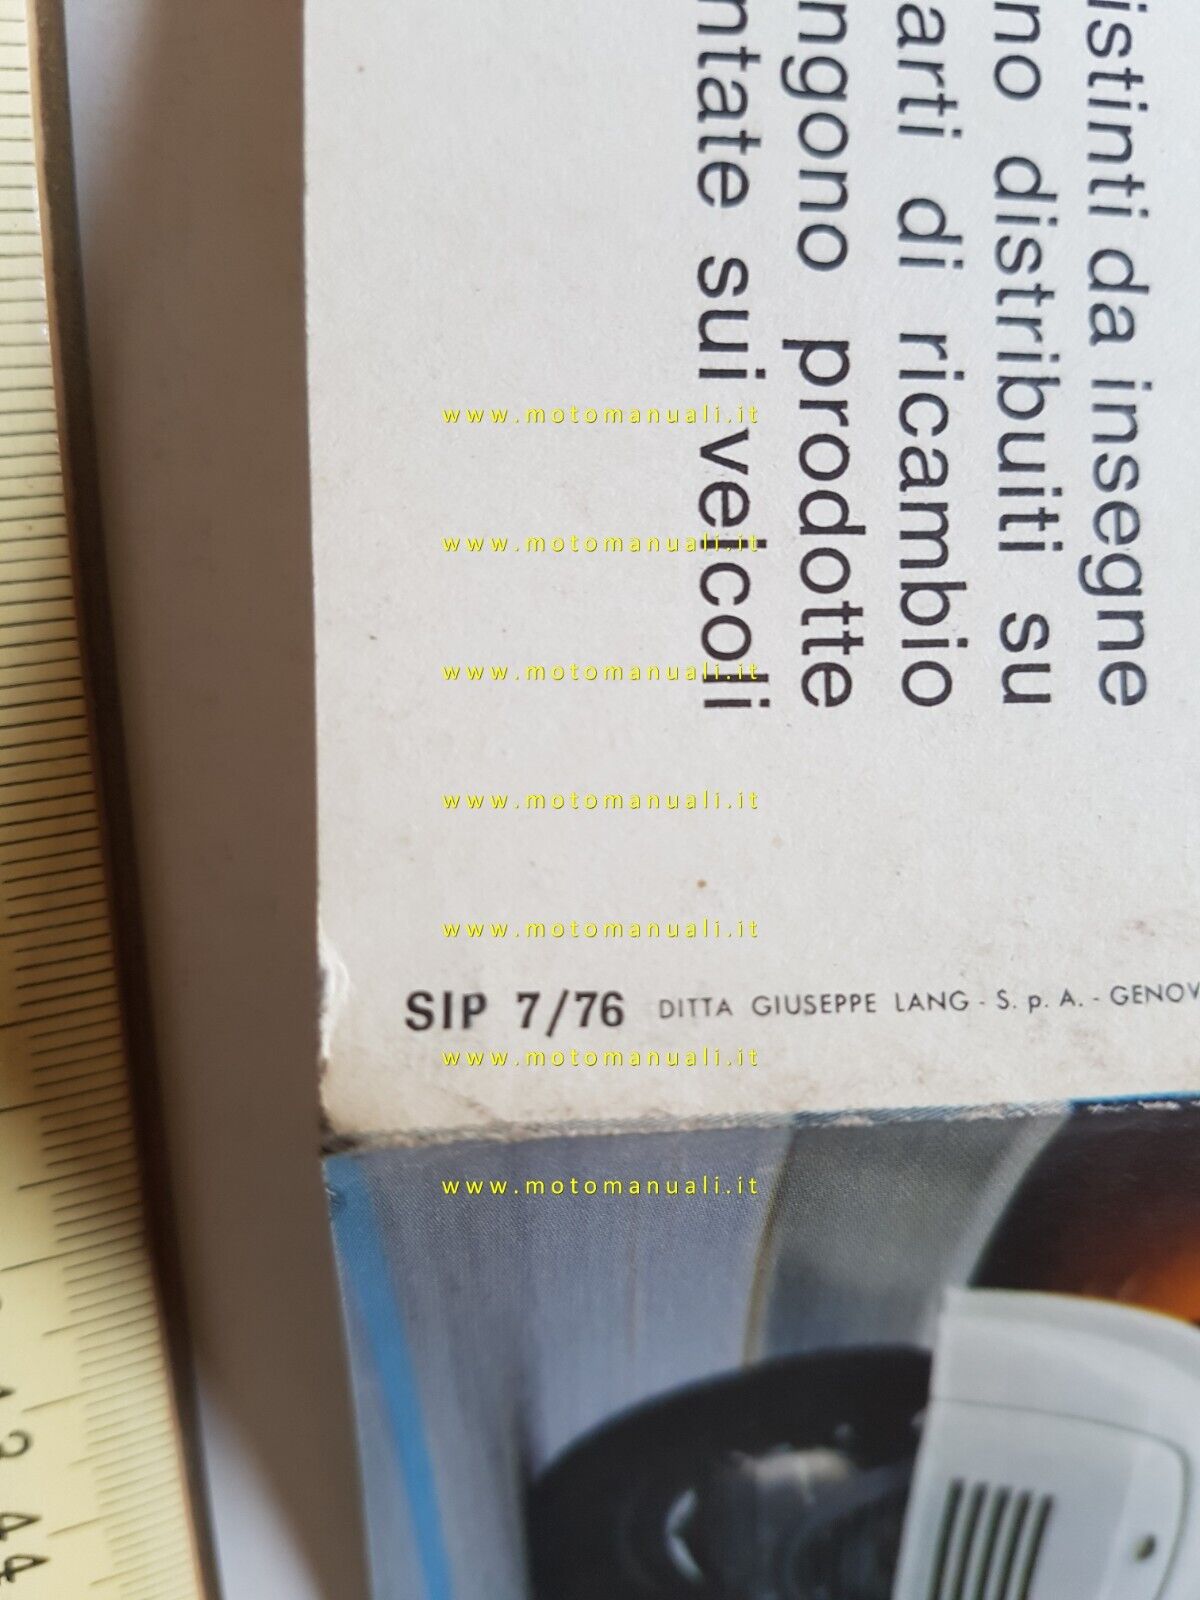 istinti da insegne
no distribuiti su
arti di ricambio
ngono prodotte
ntate sui veicoli
SIP 7/76 DITTA GIUSEPPE LANG - S. p. A. - GENOV
www.motomanuali.it
www.motomanuali.it
www.motomanuali.it
www.motomanuali.it
www.motomanuali.it
www.motomanuali.it
www.motomanuali.it
43
44